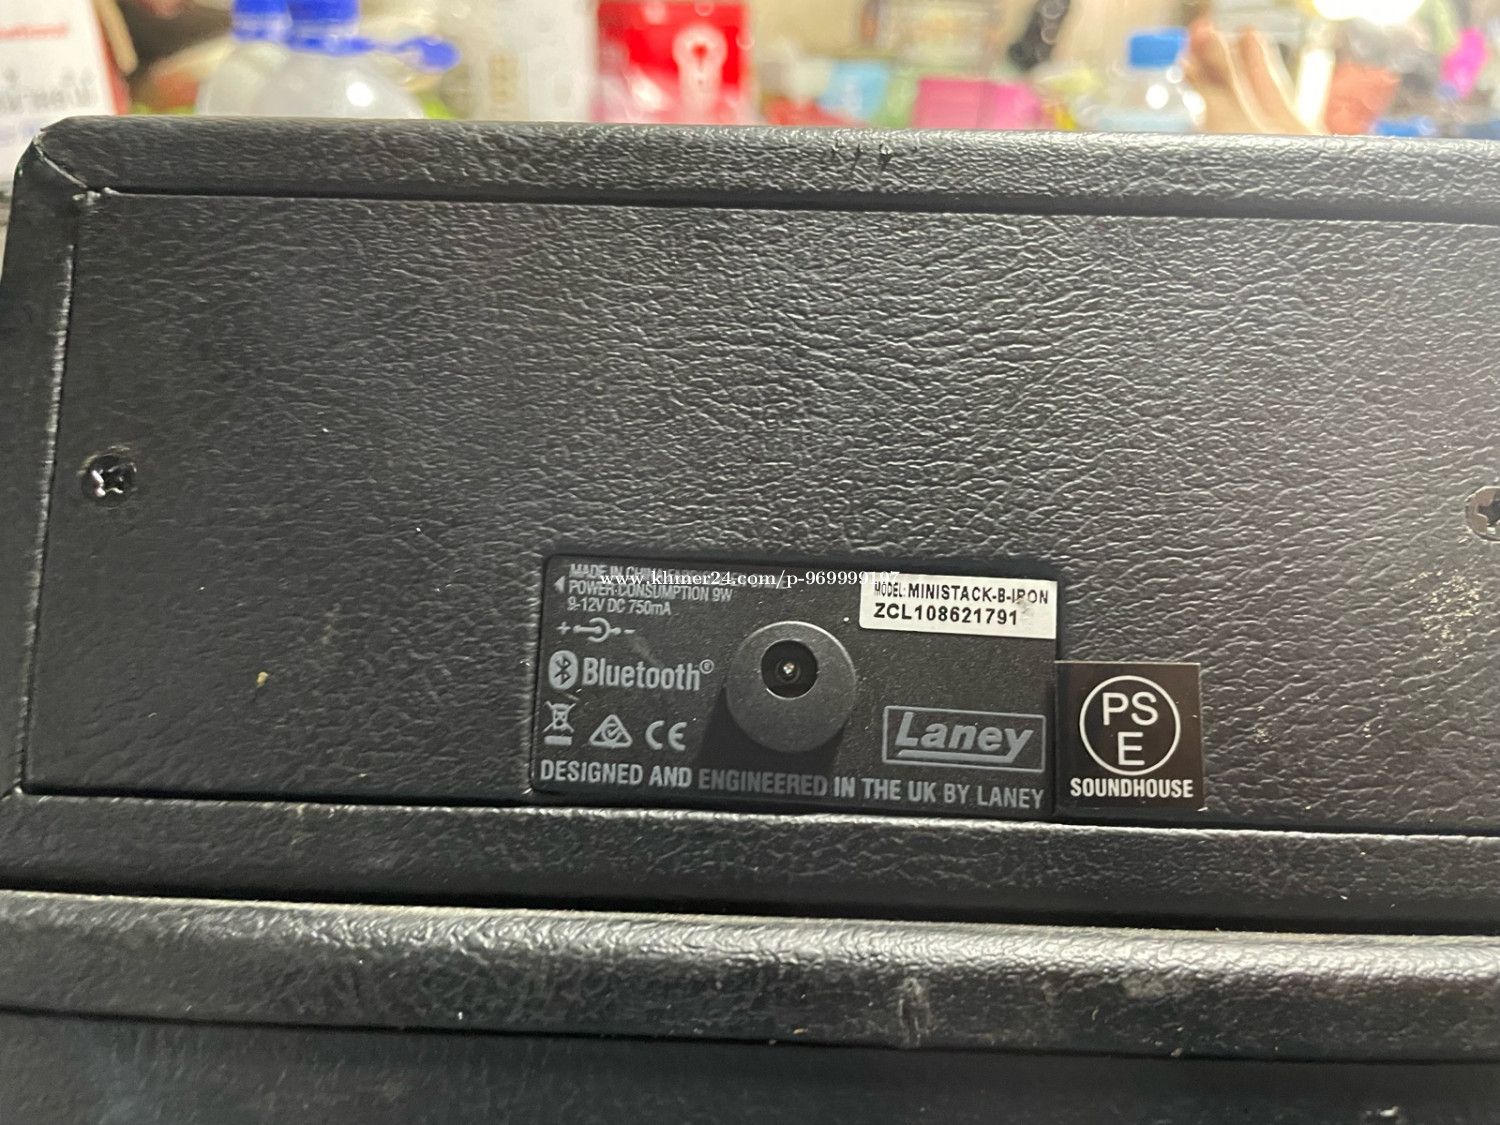 MADE IN CHINA
www.khmer24.com/p-969999197
POWER CONSUMPTION 9W
9-12V DC 750mA
+ -
Bluetooth®
CE
DESIGNED AND ENGINEERED IN THE UK BY LANEY
MODEL: MINISTACK-B-IRON
ZCL108621791
Laney
PS
E
SOUNDHOUSE